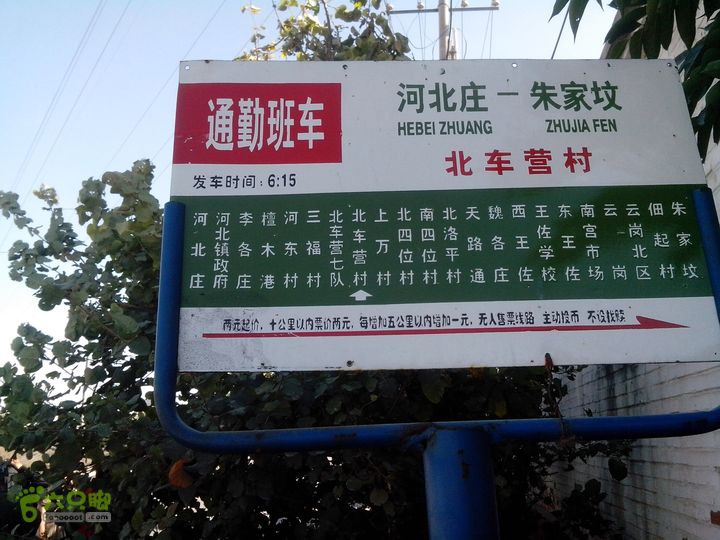 通勤班车
河北庄 — 朱家坟
HEBEI ZHUANG ZHUJIA FEN
北车营村
发车时间：6:15
河北庄
河北镇政府
李各庄
檀木港
河东村
三福村
北车营七队
北车营村
上万村
北四位村
南四位村
北洛平村
天路通
魏各庄
西王佐
王佐学校
东王佐
南宫市场
云岗
云岗北区
佃起村
朱家坟
两元起价，十公里以内票价两元，每增加五公里以内增加一元，无人售票线路 主动投币 不设找赎
六只脚
foooooot.com